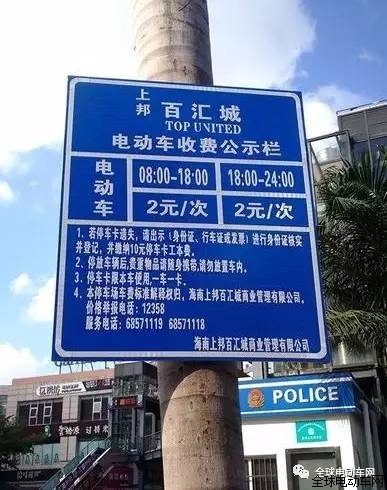 上邦
百汇城
TOP UNITED
电动车收费公示栏
电动车
08:00-18:00
18:00-24:00
2元/次
2元/次
1、若停车卡遗失，请出示（身份证、行车证或发票）进行身份证核实
并登记，并缴纳10元停车卡工本费。
2、停放车辆后，贵重物品请随身携带，请勿放置车内。
3、停车卡限本车使用，一车一卡。
4、本停车场车费标准解释权归，海南上邦百汇城商业管理有限公司。
价格举报电话：12358
服务电话：68571119 68571118
海南上邦百汇城商业管理有限公司
POLICE
全球电动车网
全球电动车网